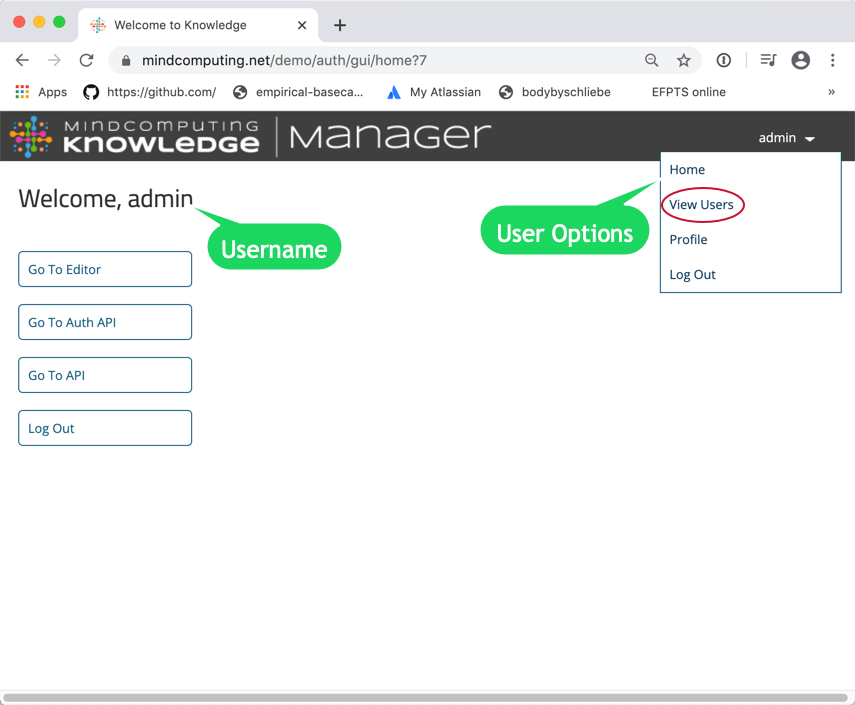 Welcome to Knowledge
mindcomputing.net/demo/auth/gui/home?7
Apps https://github.com/ empirical-baseca... My Atlassian bodybyschliebe EFPTS online »
MINDCOMPUTING
KNOWLEDGE
Manager
admin
Home
View Users
Profile
Log Out
User Options
Welcome, admin
Username
Go To Editor
Go To Auth API
Go To API
Log Out